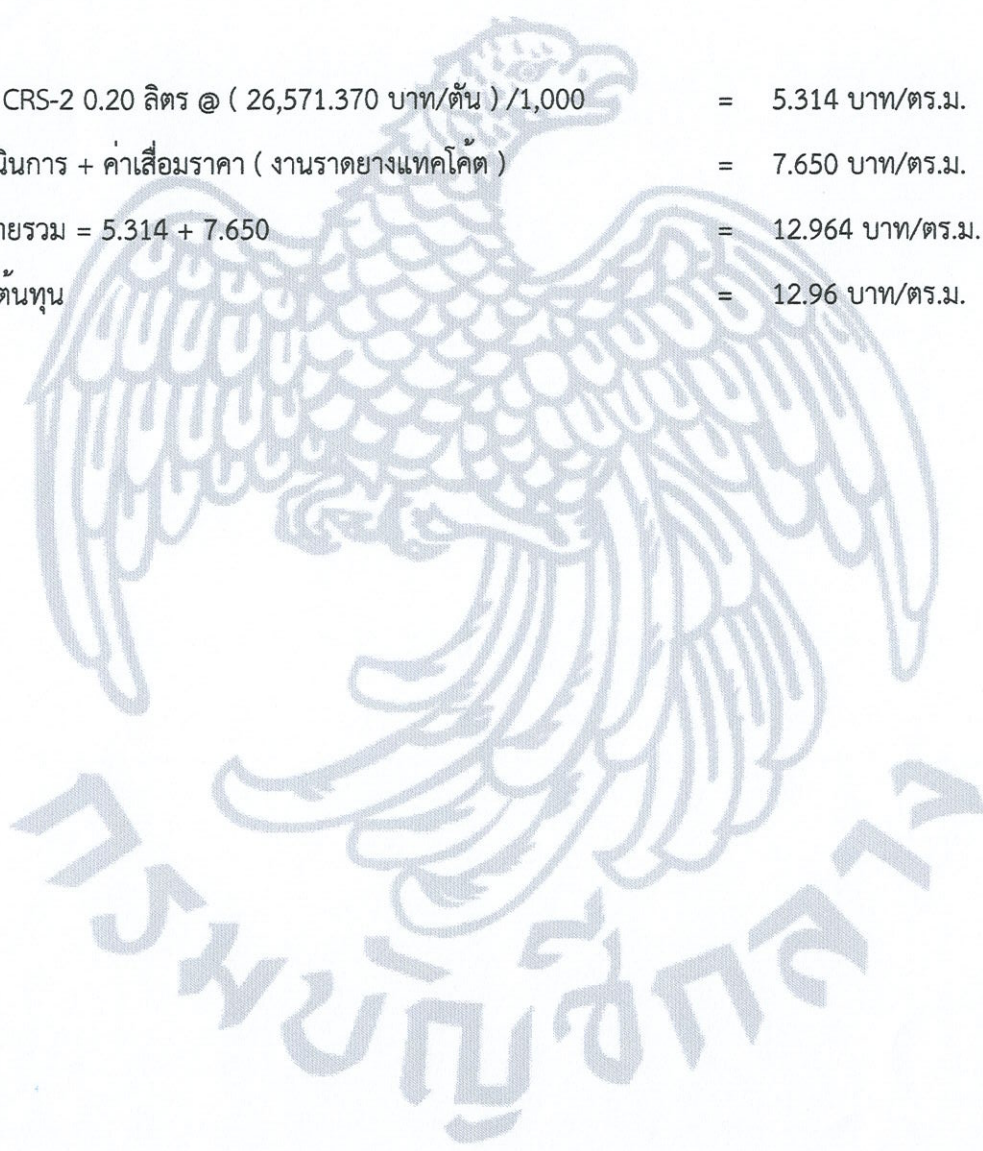 CRS-2 0.20 ลิตร @ ( 26,571.370 บาท/ตัน ) /1,000 = 5.314 บาท/ตร.ม.
นินการ + ค่าเสื่อมราคา ( งานราดยางแทคโค้ต ) = 7.650 บาท/ตร.ม.
ายรวม = 5.314 + 7.650 = 12.964 บาท/ตร.ม.
ต้นทุน = 12.96 บาท/ตร.ม.
กรมบัญชีกลาง